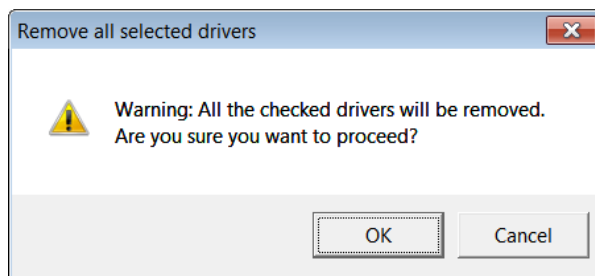 Remove all selected drivers
Warning: All the checked drivers will be removed.
Are you sure you want to proceed?
OK
Cancel